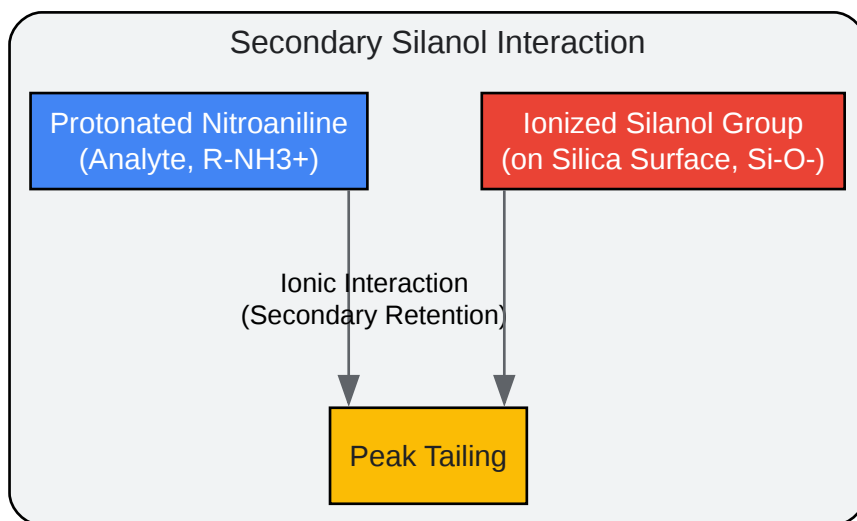 Secondary Silanol Interaction
Protonated Nitroaniline
(Analyte, R-NH3+)
Ionized Silanol Group
(on Silica Surface, Si-O-)
Ionic Interaction
(Secondary Retention)
Peak Tailing